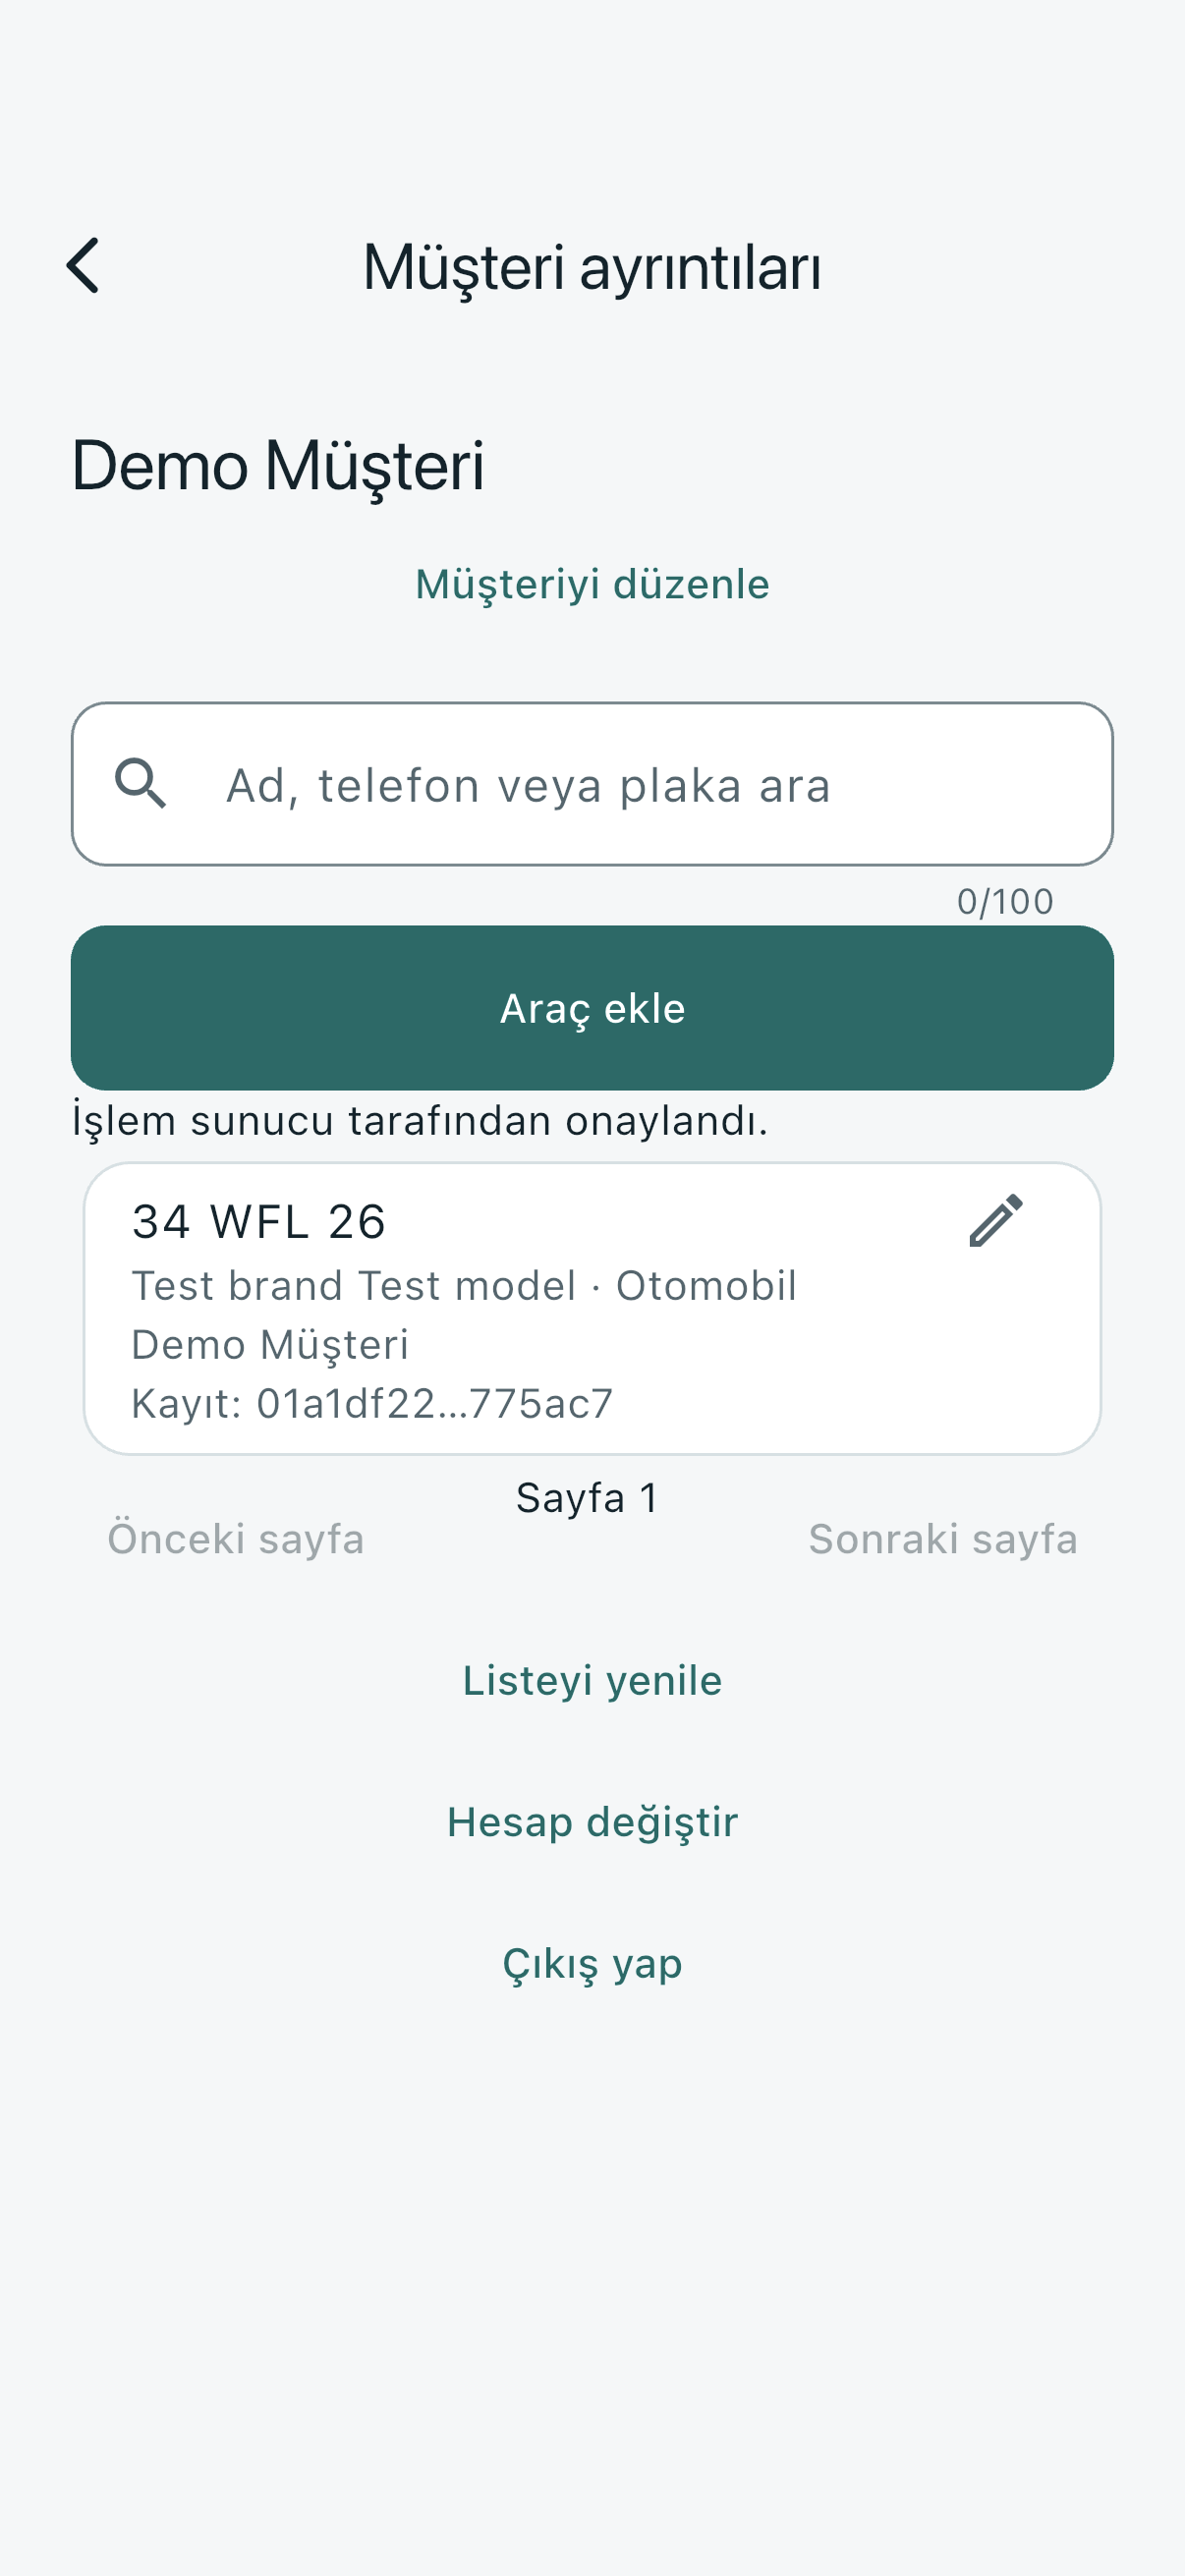 Müşteri ayrıntıları
Demo Müşteri
Müşteriyi düzenle
Ad, telefon veya plaka ara
0/100
Araç ekle
İşlem sunucu tarafından onaylandı.
34 WFL 26
Test brand Test model · Otomobil
Demo Müşteri
Kayıt: 01a1df22…775ac7
Sayfa 1
Önceki sayfa
Sonraki sayfa
Listeyi yenile
Hesap değiştir
Çıkış yap